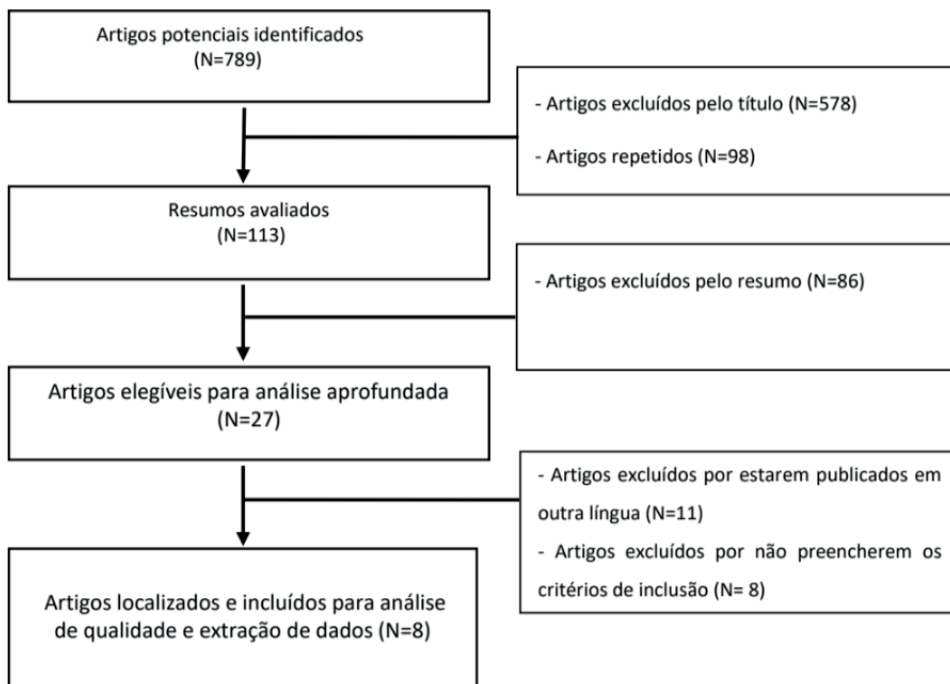 Artigos potenciais identificados
(N=789)
- Artigos excluídos pelo título (N=578)
- Artigos repetidos (N=98)
Resumos avaliados
(N=113)
- Artigos excluídos pelo resumo (N=86)
Artigos elegíveis para análise aprofundada
(N=27)
- Artigos excluídos por estarem publicados em
outra língua (N=11)
- Artigos excluídos por não preencherem os
critérios de inclusão (N= 8)
Artigos localizados e incluídos para análise
de qualidade e extração de dados (N=8)